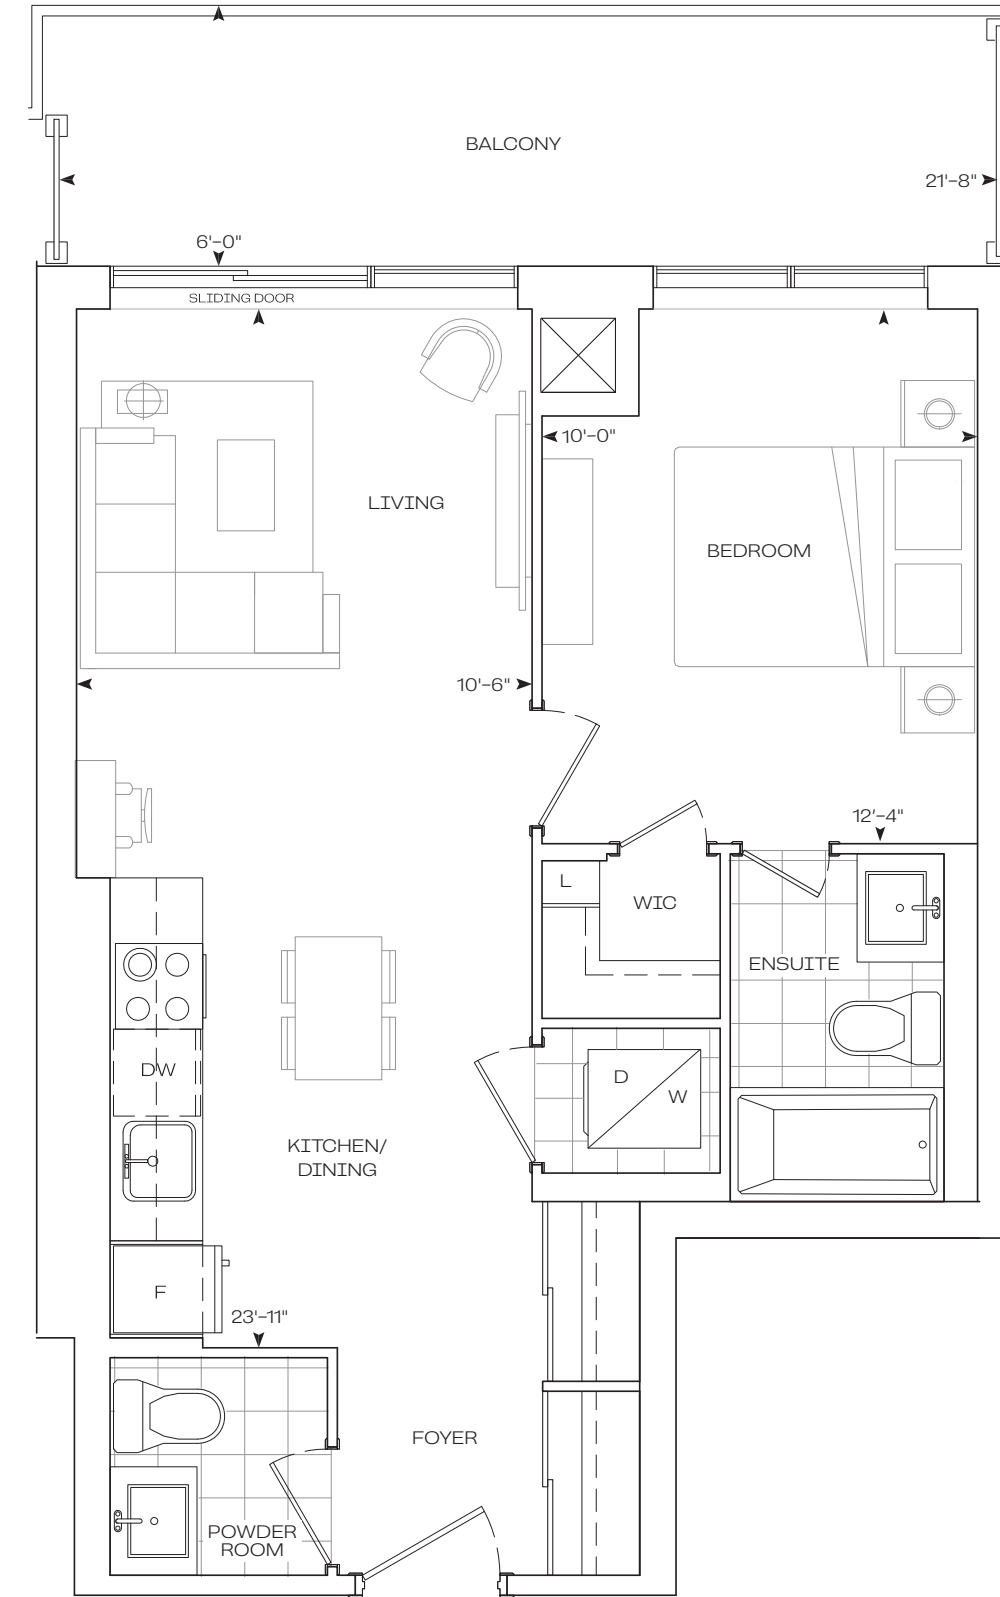 BALCONY
21'-8"
6'-0"
SLIDING DOOR
10'-0"
LIVING
BEDROOM
10'-6"
12'-4"
L
WIC
ENSUITE
DW
D
W
KITCHEN/
DINING
F
23'-11"
FOYER
POWDER
ROOM